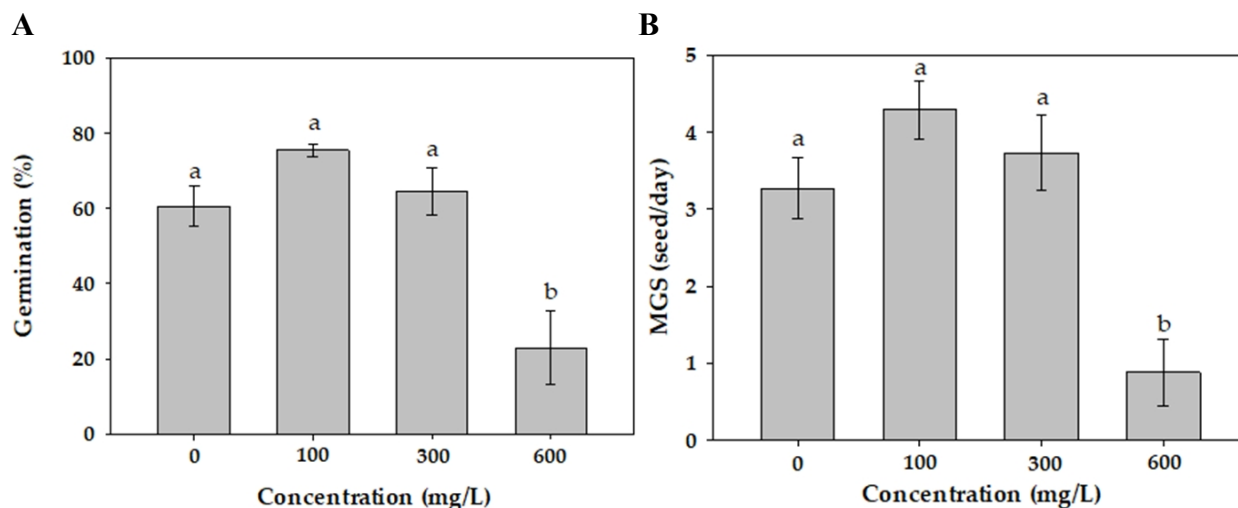 A
100
80
60
40
20
0
Germination (%)
a
a
a
b
0 100 300 600
Concentration (mg/L)
B
5
4
3
2
1
0
MGS (seed/day)
a
a
a
b
0 100 300 600
Concentration (mg/L)